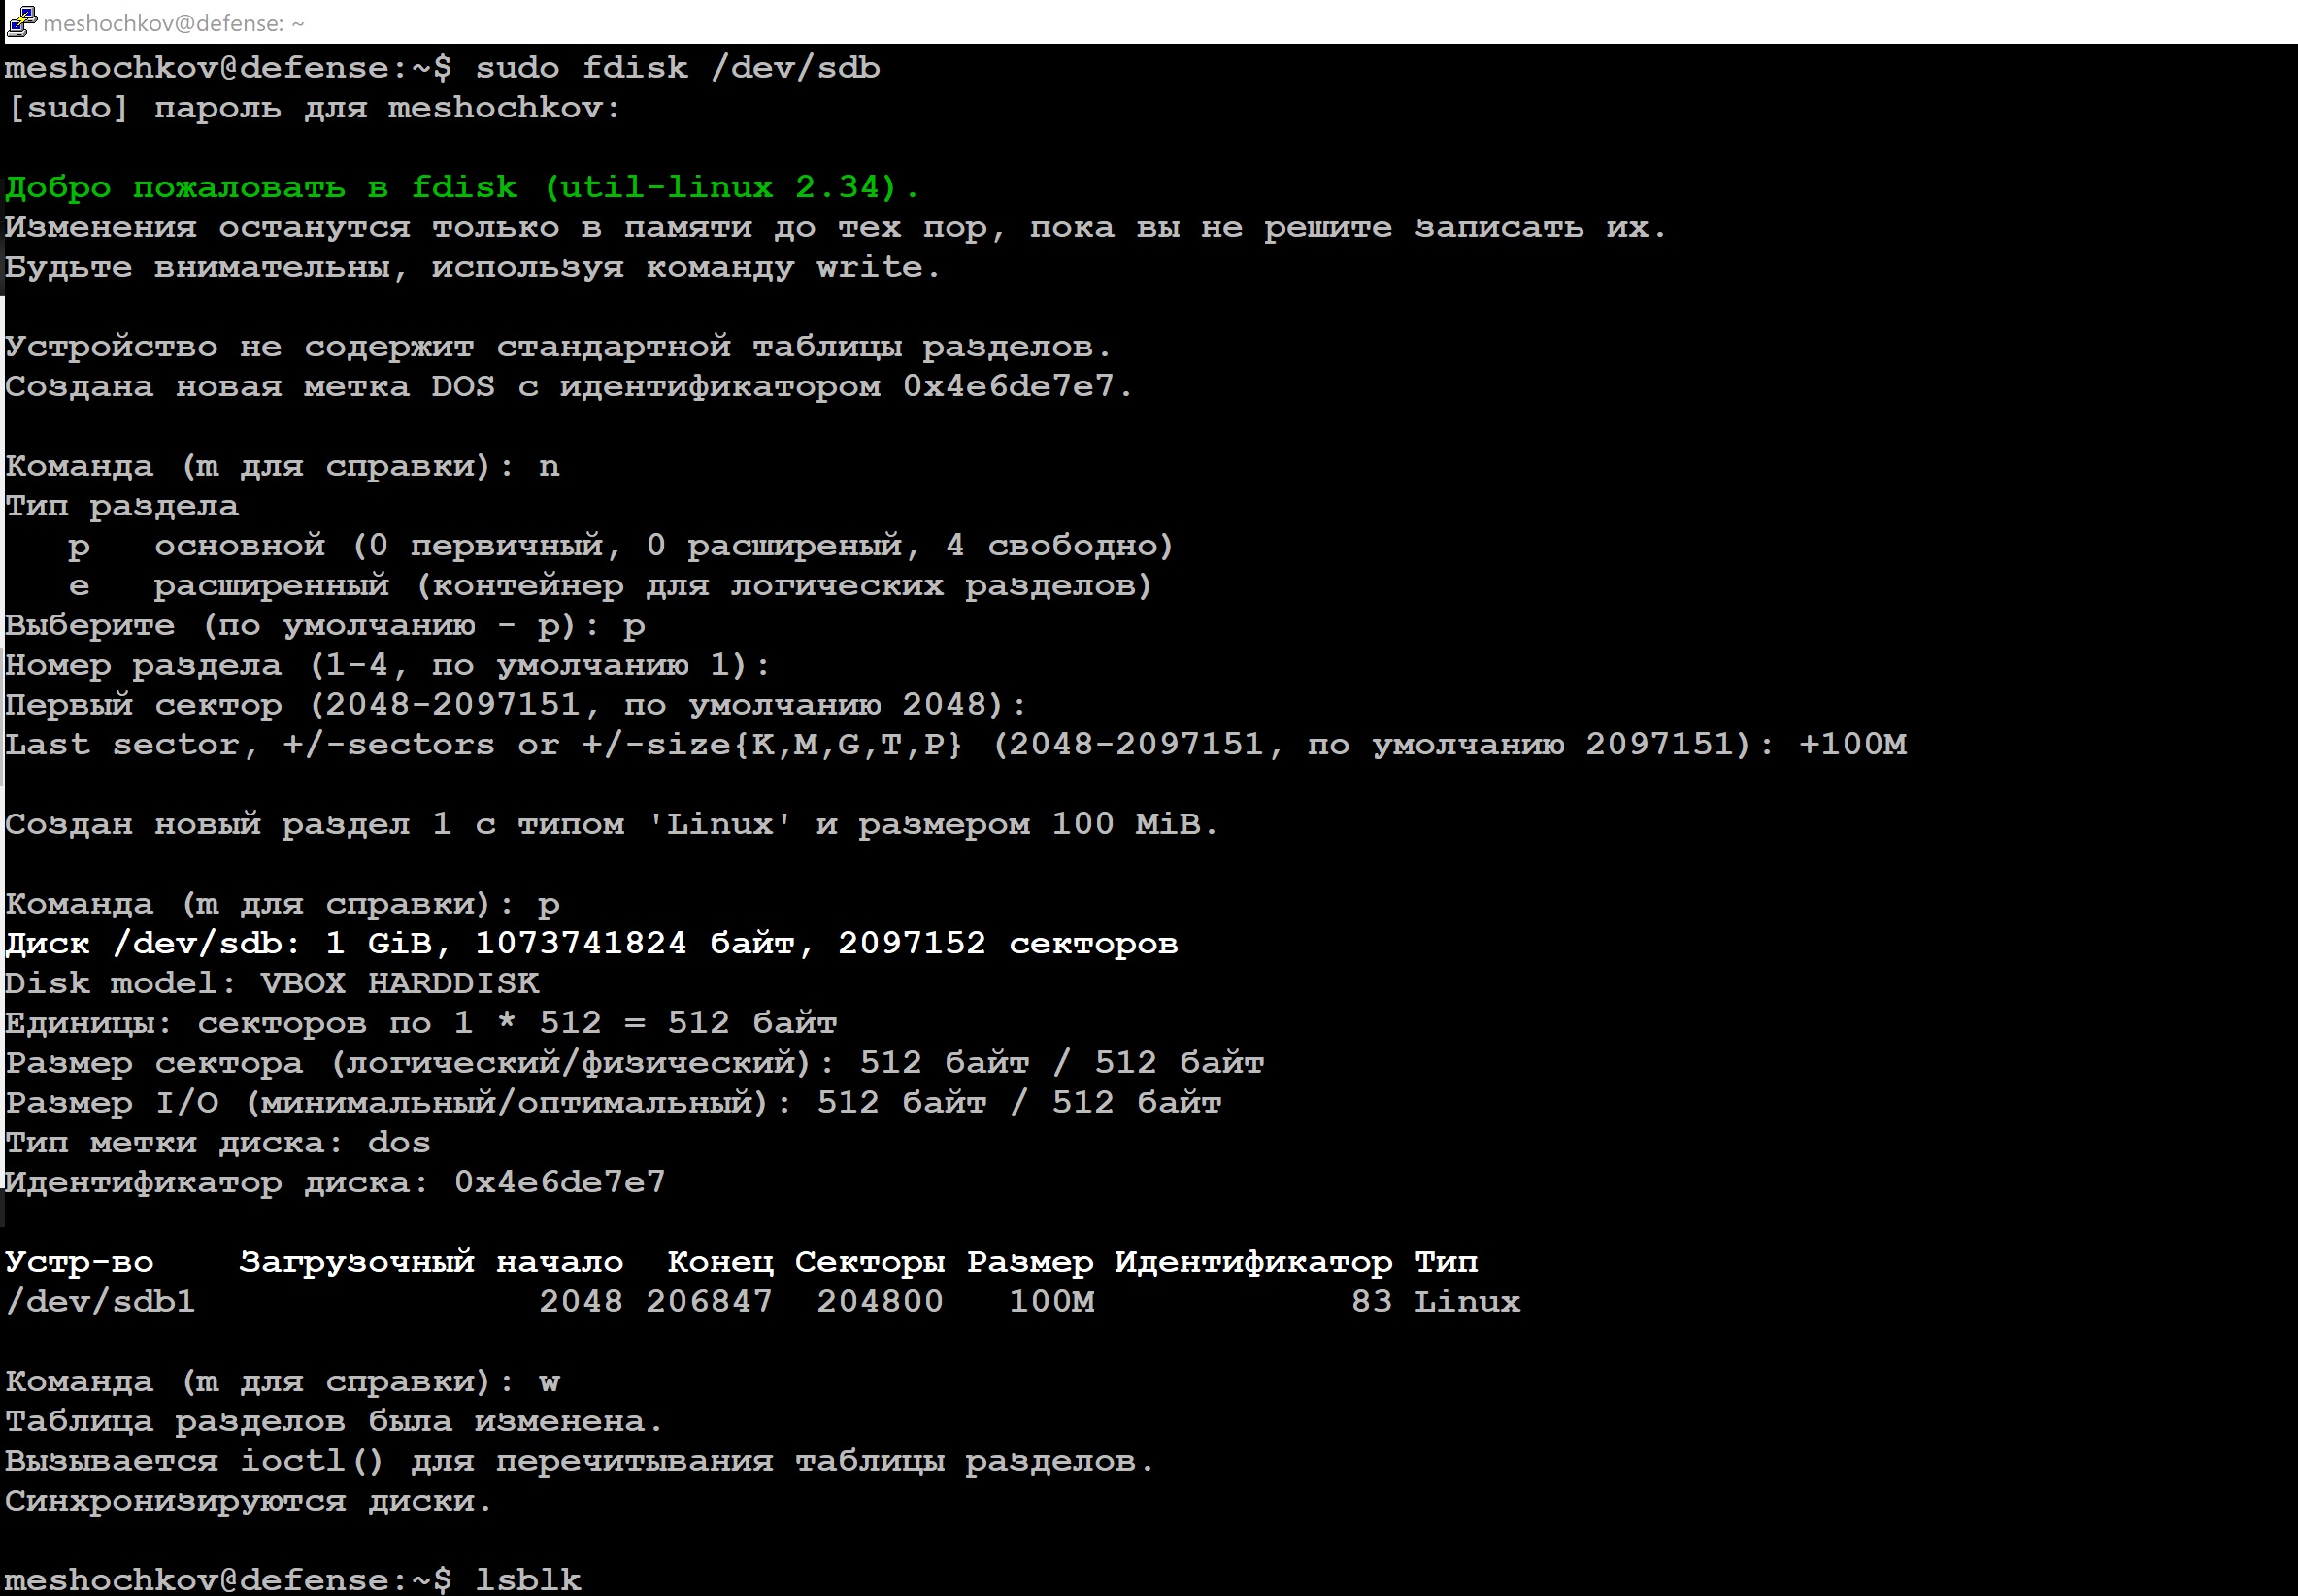 meshochkov@defense: ~
meshochkov@defense:~$ sudo fdisk /dev/sdb
[sudo] пароль для meshochkov:
Добро пожаловать в fdisk (util-linux 2.34).
Изменения останутся только в памяти до тех пор, пока вы не решите записать их.
Будьте внимательны, используя команду write.
Устройство не содержит стандартной таблицы разделов.
Создана новая метка DOS с идентификатором 0x4e6de7e7.
Команда (m для справки): n
Тип раздела
   p   основной (0 первичный, 0 расширеный, 4 свободно)
   e   расширенный (контейнер для логических разделов)
Выберите (по умолчанию - p): p
Номер раздела (1-4, по умолчанию 1):
Первый сектор (2048-2097151, по умолчанию 2048):
Last sector, +/-sectors or +/-size{K,M,G,T,P} (2048-2097151, по умолчанию 2097151): +100M
Создан новый раздел 1 с типом 'Linux' и размером 100 MiB.
Команда (m для справки): p
Диск /dev/sdb: 1 GiB, 1073741824 байт, 2097152 секторов
Disk model: VBOX HARDDISK
Единицы: секторов по 1 * 512 = 512 байт
Размер сектора (логический/физический): 512 байт / 512 байт
Размер I/O (минимальный/оптимальный): 512 байт / 512 байт
Тип метки диска: dos
Идентификатор диска: 0x4e6de7e7
Устр-во    Загрузочный начало  Конец Секторы Размер Идентификатор Тип
/dev/sdb1                2048 206847  204800   100M            83 Linux
Команда (m для справки): w
Таблица разделов была изменена.
Вызывается ioctl() для перечитывания таблицы разделов.
Синхронизируются диски.
meshochkov@defense:~$ lsblk